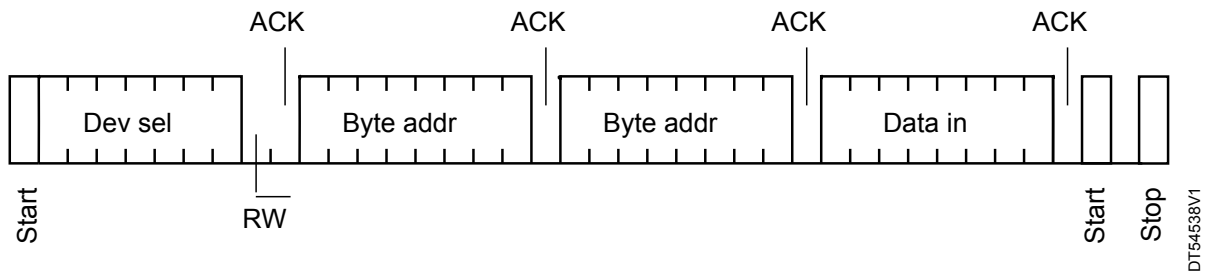 ACK ACK ACK ACK
Dev sel Byte addr Byte addr Data in
Start RW Start Stop
DT54538V1